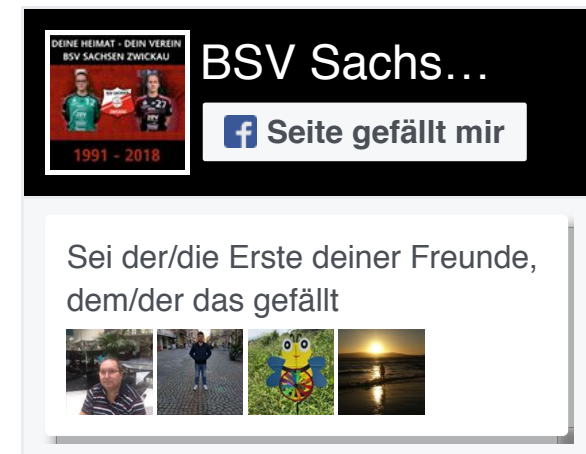 DEINE HEIMAT - DEIN VEREIN
BSV SACHSEN ZWICKAU
1991 - 2018
BSV Sachs…
Seite gefällt mir
Sei der/die Erste deiner Freunde,
dem/der das gefällt